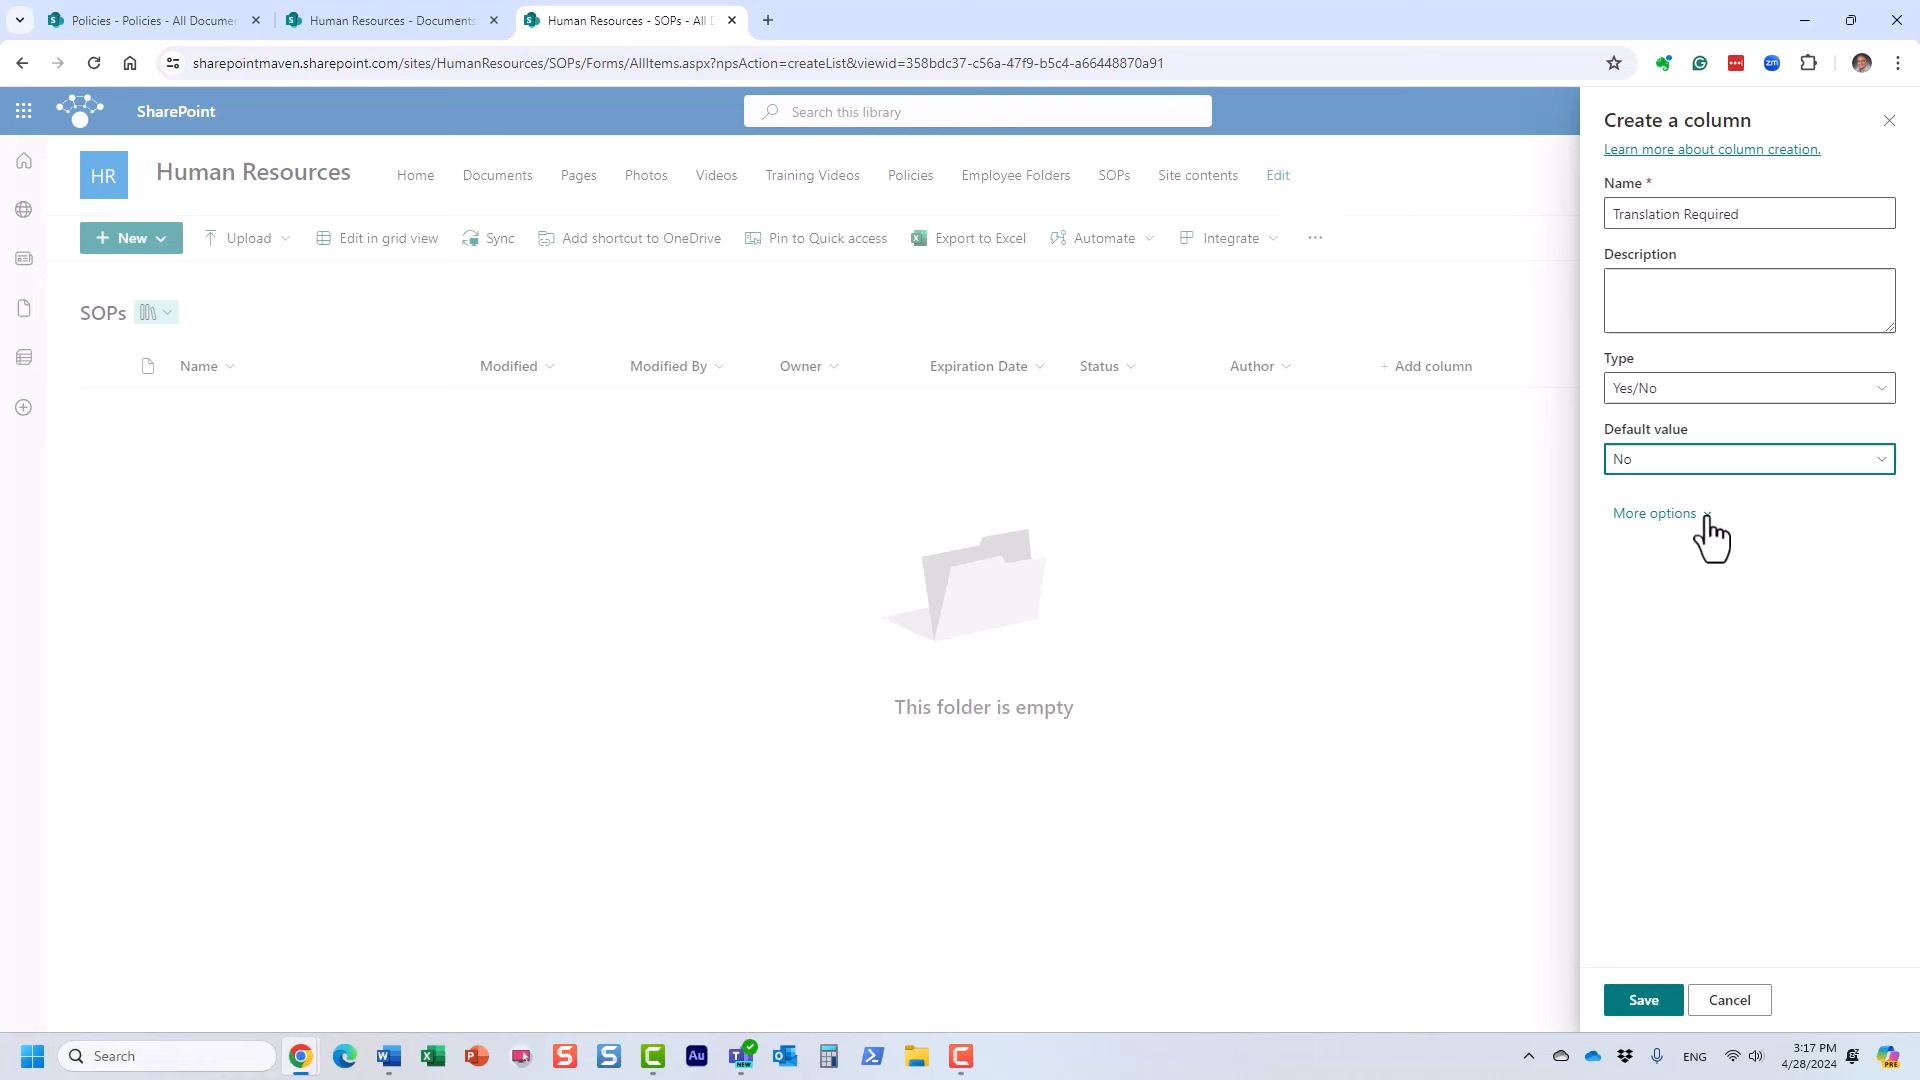 Policies - Policies - All Docume
Human Resources - Documents
Human Resources - SOPs - All D
sharepointmaven.sharepoint.com/sites/HumanResources/SOPs/Forms/AllItems.aspx?npsAction=createList&viewid=358bdc37-c56a-47f9-b5c4-a66448870a91
zm
SharePoint
Search this library
HR
Human Resources
Home
Documents
Pages
Photos
Videos
Training Videos
Policies
Employee Folders
SOPs
Site contents
Edit
+ New
Upload
Edit in grid view
Sync
Add shortcut to OneDrive
Pin to Quick access
Export to Excel
Automate
Integrate
...
SOPs
Name
Modified
Modified By
Owner
Expiration Date
Status
Author
+ Add column
This folder is empty
Create a column
Learn more about column creation.
Name *
Translation Required
Description
Type
Yes/No
Default value
No
More options
Save
Cancel
Search
Au
NEW
ENG
3:17 PM
4/28/2024
PRE